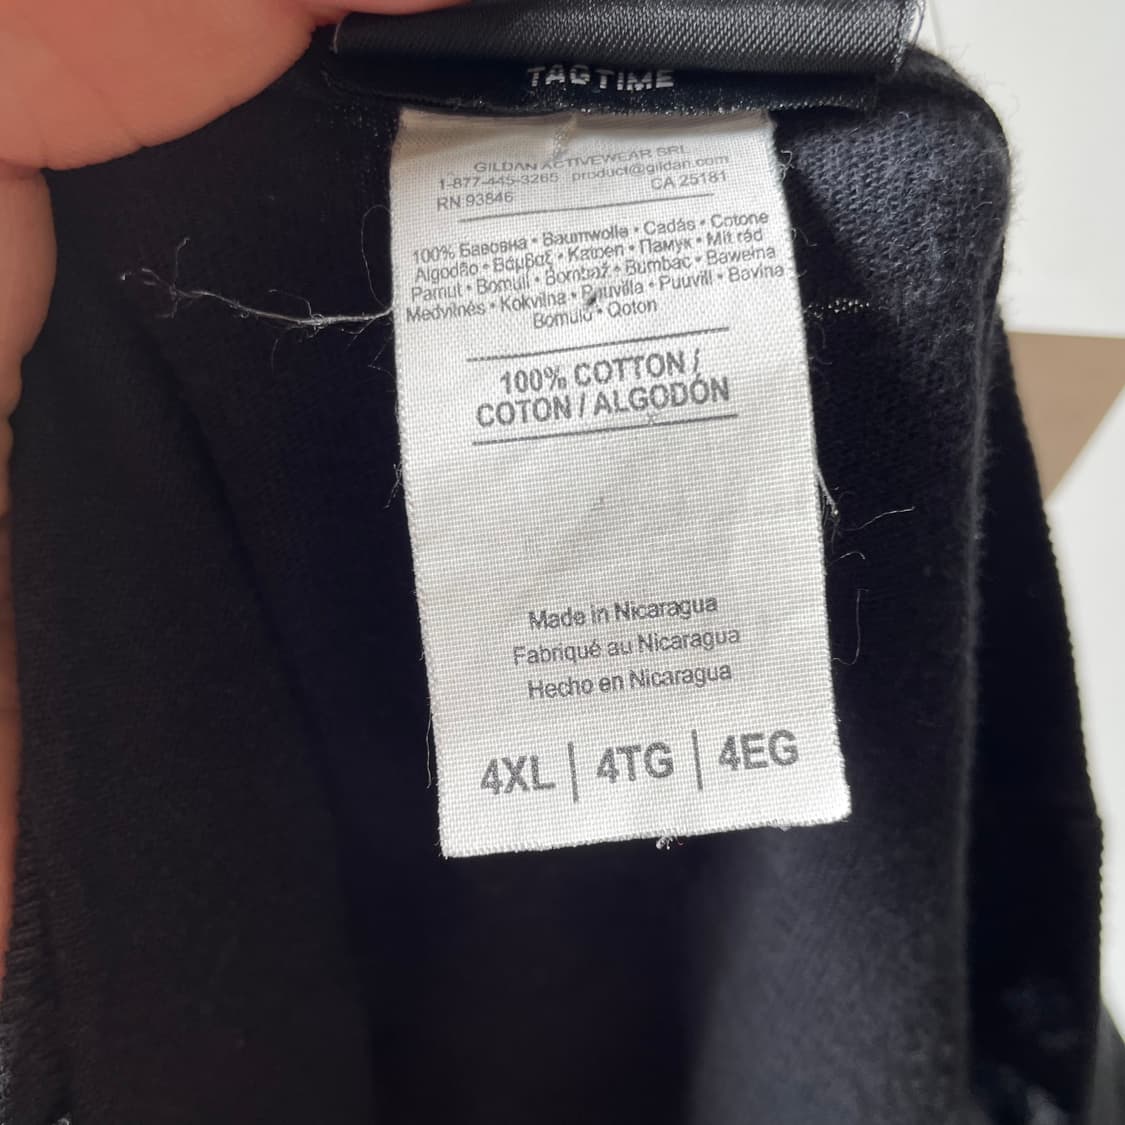 TAGTIME
GILDAN ACTIVEWEAR SRL
1-877-445-3265 product@gildan.com
RN 93846 CA 25181
100% Бавовна • Baumwolle • Cadás • Cotone
Algodão • Βαμβαξ • Katoen • Памук • Mit rád
Pamut • Bomull • Bombaž • Bumbac • Bawełna
Medvilnės • Kokvilna • Puuvilla • Puuvill • Bavlna
Bomuld • Qoton
100% COTTON /
COTON / ALGODÓN
Made in Nicaragua
Fabriqué au Nicaragua
Hecho en Nicaragua
4XL | 4TG | 4EG